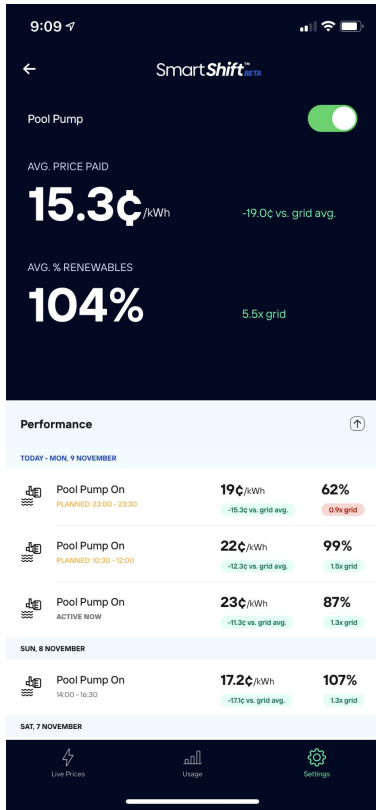 9:09
SmartShift™ BETA
Pool Pump
AVG. PRICE PAID
15.3¢/kWh -19.0¢ vs. grid avg.
AVG. % RENEWABLES
104% 5.5x grid
Performance
TODAY - MON, 9 NOVEMBER
Pool Pump On 19¢/kWh 62%
PLANNED: 23:00 - 23:30 -15.3¢ vs. grid avg. 0.9x grid
Pool Pump On 22¢/kWh 99%
PLANNED: 10:30 - 12:00 -12.3¢ vs. grid avg. 1.5x grid
Pool Pump On 23¢/kWh 87%
ACTIVE NOW -11.3¢ vs. grid avg. 1.3x grid
SUN, 8 NOVEMBER
Pool Pump On 17.2¢/kWh 107%
14:00 - 16:30 -17.1¢ vs. grid avg. 1.3x grid
SAT, 7 NOVEMBER
Live Prices Usage Settings